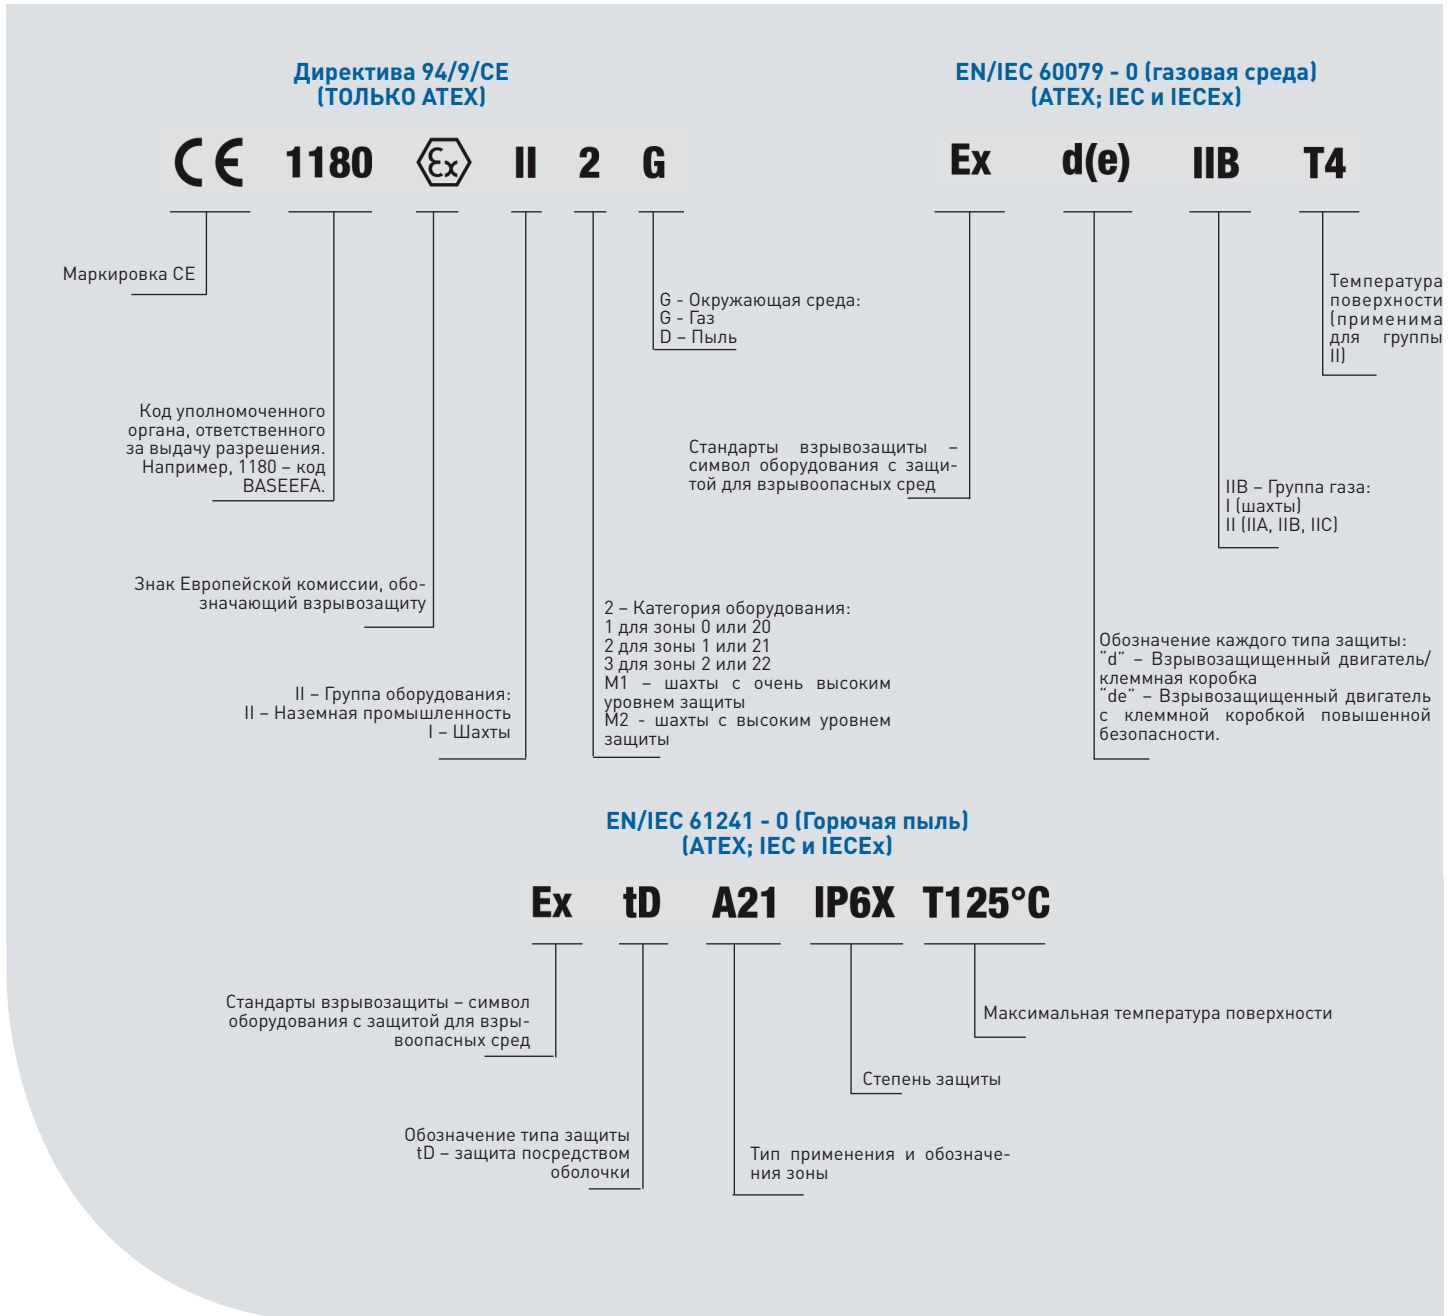 Директива 94/9/СЕ
(ТОЛЬКО ATEX)
CE 1180 Ex II 2 G
Маркировка CE
G - Окружающая среда:
G - Газ
D – Пыль
Код уполномоченного
органа, ответственного
за выдачу разрешения.
Например, 1180 – код
BASEEFA.
Знак Европейской комиссии, обо-
значающий взрывозащиту
2 – Категория оборудования:
1 для зоны 0 или 20
2 для зоны 1 или 21
3 для зоны 2 или 22
М1 – шахты с очень высоким
уровнем защиты
М2 - шахты с высоким уровнем
защиты
II – Группа оборудования:
II – Наземная промышленность
I – Шахты
EN/IEC 60079 - 0 (газовая среда)
(ATEX; IEC и IECEx)
Ex d(e) IIB T4
Температура
поверхности
(применима
для группы
II)
Стандарты взрывозащиты –
символ оборудования с защи-
той для взрывоопасных сред
IIB – Группа газа:
I (шахты)
II (IIA, IIB, IIC)
Обозначение каждого типа защиты:
“d” – Взрывозащищенный двигатель/
клеммная коробка
“de” – Взрывозащищенный двигатель
с клеммной коробкой повышенной
безопасности.
EN/IEC 61241 - 0 (Горючая пыль)
(ATEX; IEC и IECEx)
Ex tD A21 IP6X T125°C
Стандарты взрывозащиты – символ
оборудования с защитой для взры-
воопасных сред
Максимальная температура поверхности
Степень защиты
Обозначение типа защиты
tD – защита посредством
оболочки
Тип применения и обозначе-
ния зоны